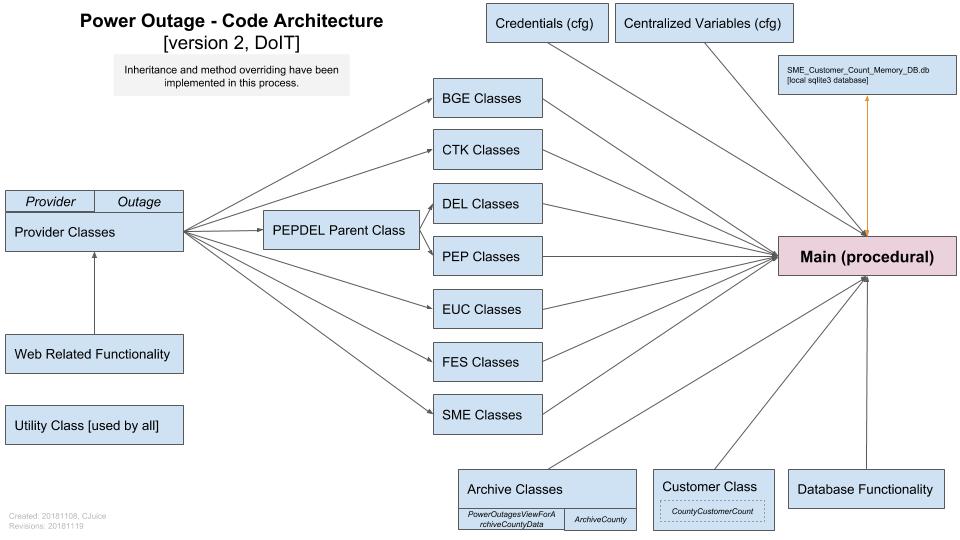 Power Outage - Code Architecture
[version 2, DoIT]
Inheritance and method overriding have been
implemented in this process.
Credentials (cfg)
Centralized Variables (cfg)
SME_Customer_Count_Memory_DB.db
[local sqlite3 database]
BGE Classes
CTK Classes
DEL Classes
PEP Classes
EUC Classes
FES Classes
SME Classes
Provider
Outage
Provider Classes
PEPDEL Parent Class
Main (procedural)
Web Related Functionality
Utility Class [used by all]
Archive Classes
PowerOutagesViewForA
rchiveCountyData
ArchiveCounty
Customer Class
CountyCustomerCount
Database Functionality
Created: 20181108, CJuice
Revisions: 20181119